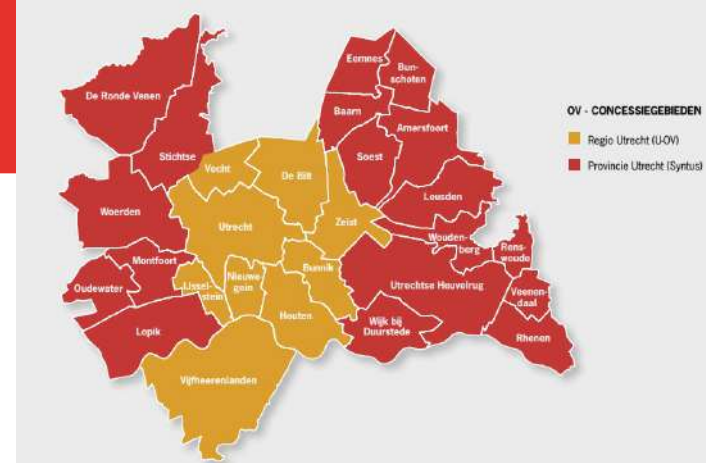 Eemnes
Bun-
schoten
De Ronde Venen
Baarn
Amersfoort
Stichtse
Soest
Vecht
De Bilt
Leusden
Woerden
Utrecht
Zeist
Wouden-
berg
Rens-
woude
Montfoort
Bunnik
Oudewater
IJssel-
stein
Nieuwe-
gein
Utrechtse Heuvelrug
Veenen-
daal
Houten
Lopik
Wijk bij
Duurstede
Rhenen
Vijfheerenlanden
OV - CONCESSIEGEBIEDEN
Regio Utrecht (U-OV)
Provincie Utrecht (Syntus)